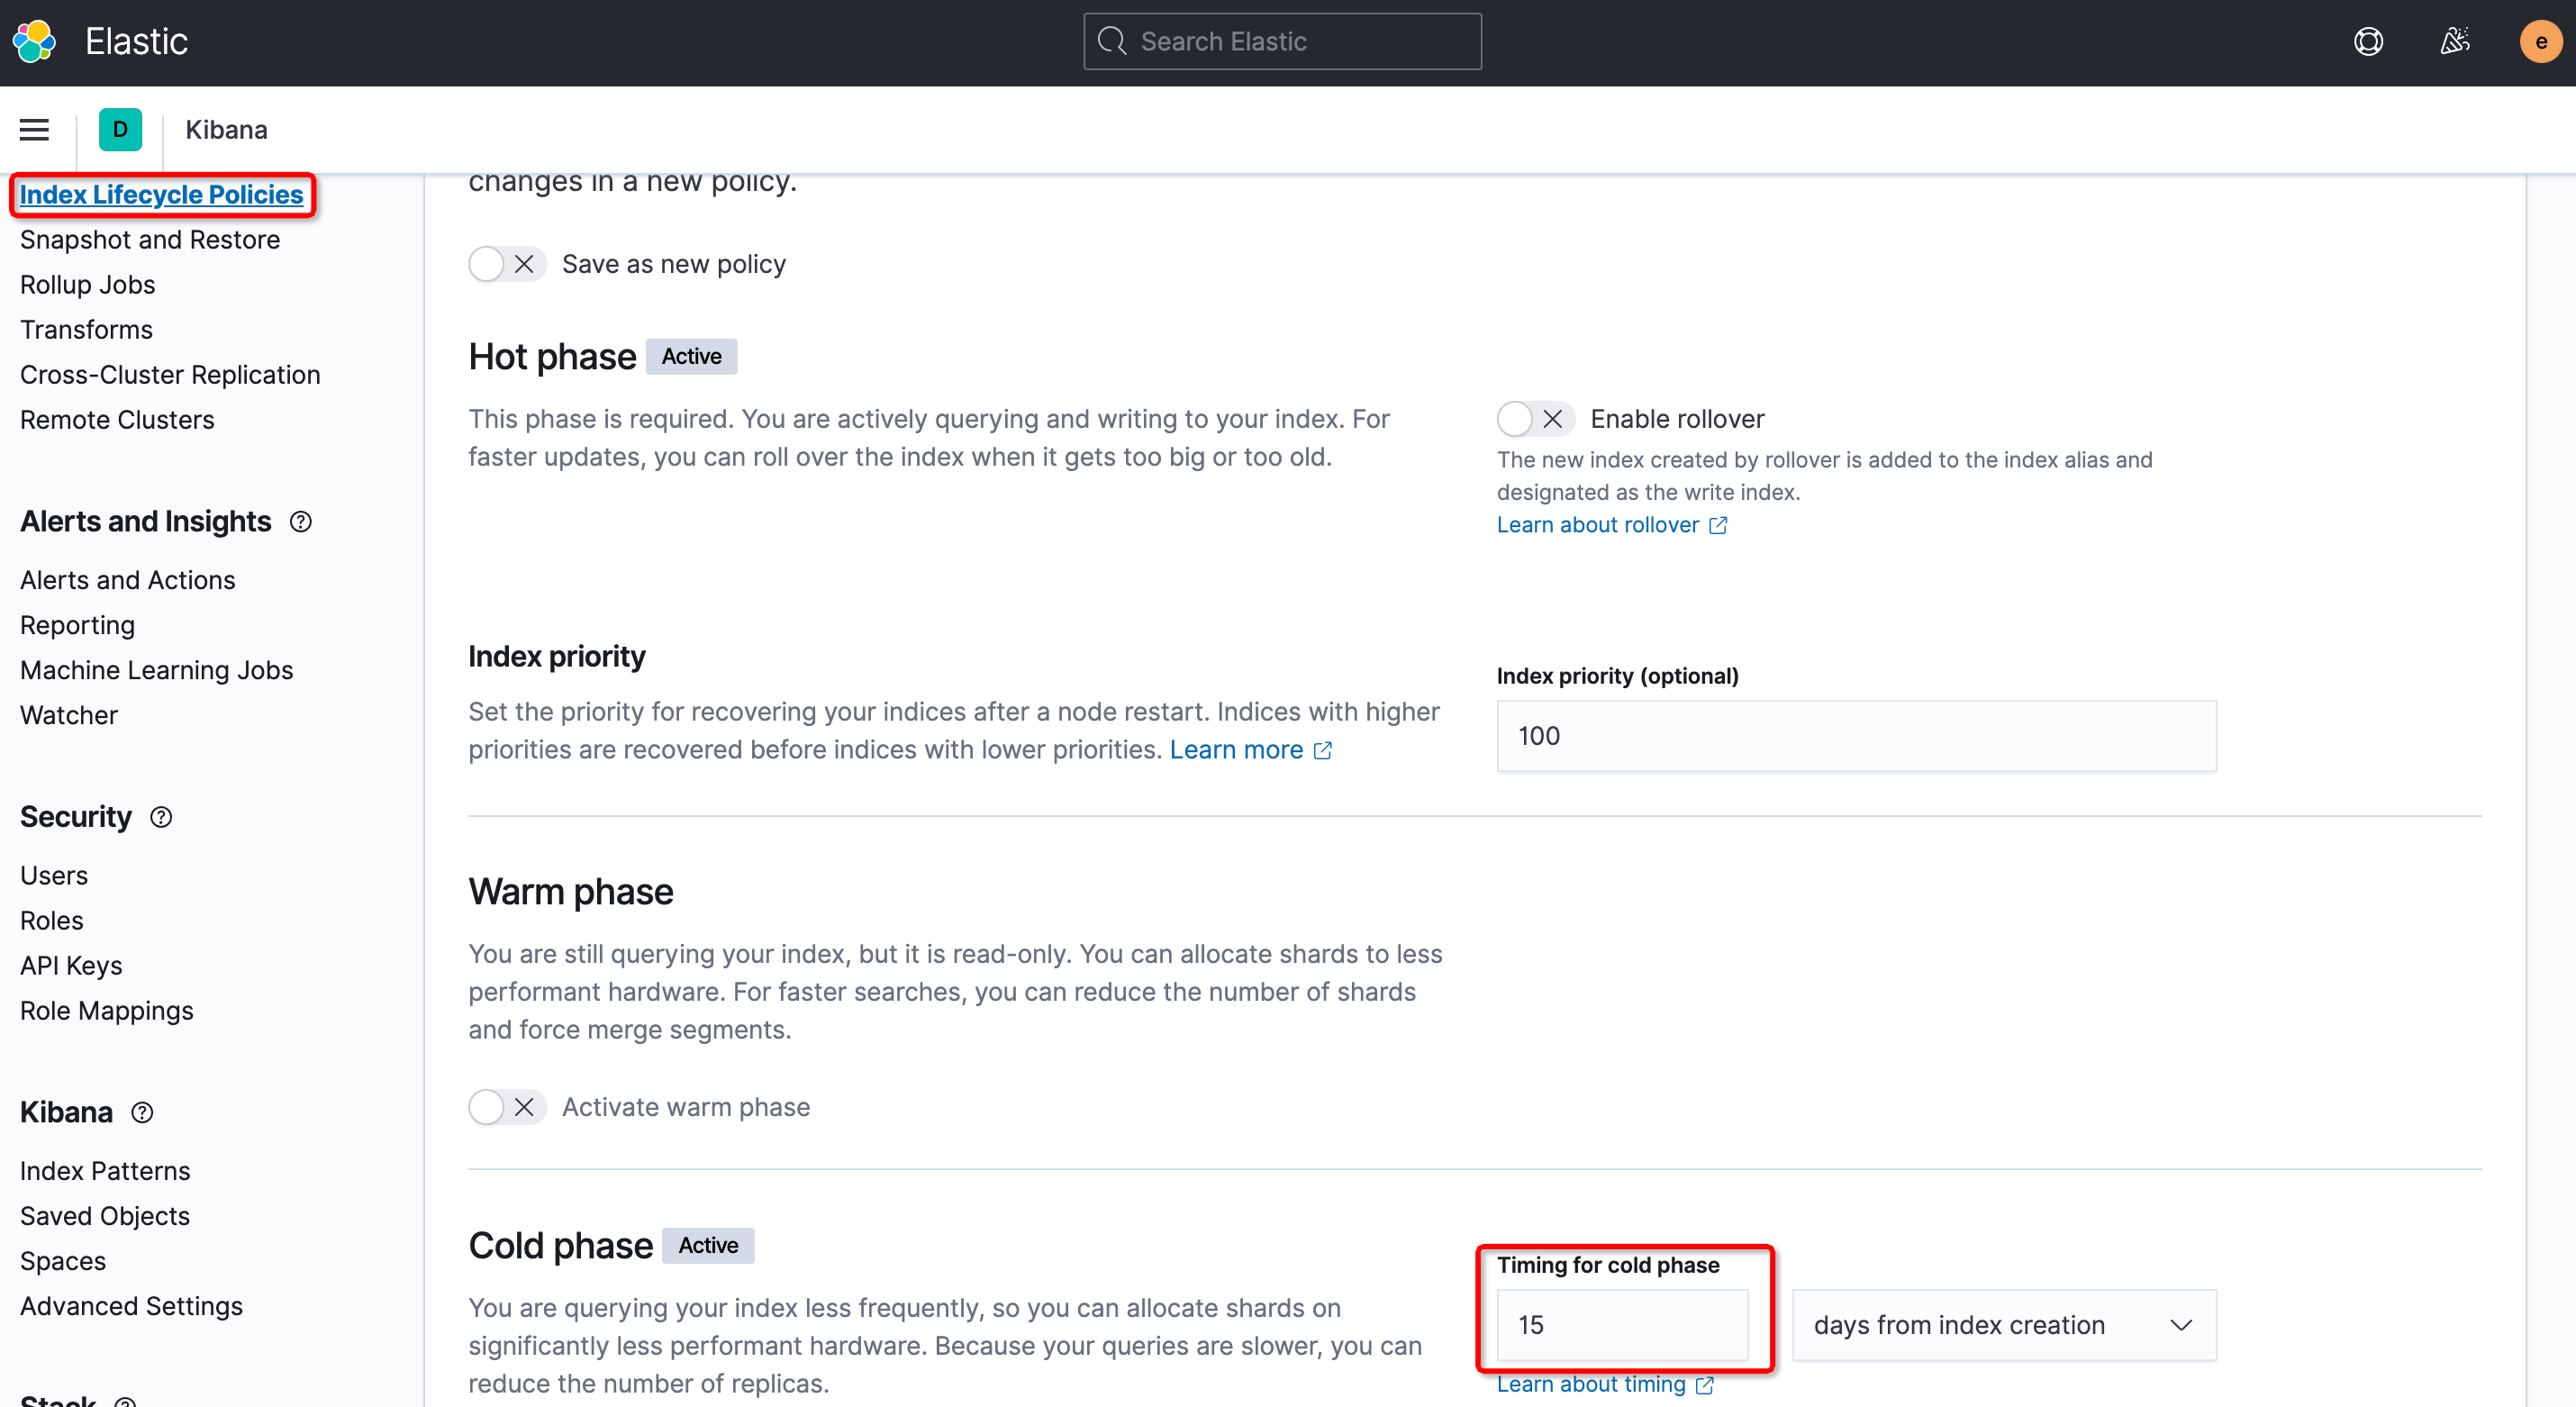 Elastic
Search Elastic
e
D
Kibana
Index Lifecycle Policies
Snapshot and Restore
Rollup Jobs
Transforms
Cross-Cluster Replication
Remote Clusters
Alerts and Insights
Alerts and Actions
Reporting
Machine Learning Jobs
Watcher
Security
Users
Roles
API Keys
Role Mappings
Kibana
Index Patterns
Saved Objects
Spaces
Advanced Settings
Stack
changes in a new policy.
Save as new policy
Hot phase Active
This phase is required. You are actively querying and writing to your index. For
faster updates, you can roll over the index when it gets too big or too old.
Enable rollover
The new index created by rollover is added to the index alias and
designated as the write index.
Learn about rollover
Index priority
Set the priority for recovering your indices after a node restart. Indices with higher
priorities are recovered before indices with lower priorities. Learn more
Index priority (optional)
100
Warm phase
You are still querying your index, but it is read-only. You can allocate shards to less
performant hardware. For faster searches, you can reduce the number of shards
and force merge segments.
Activate warm phase
Cold phase Active
You are querying your index less frequently, so you can allocate shards on
significantly less performant hardware. Because your queries are slower, you can
reduce the number of replicas.
Timing for cold phase
15
days from index creation
Learn about timing